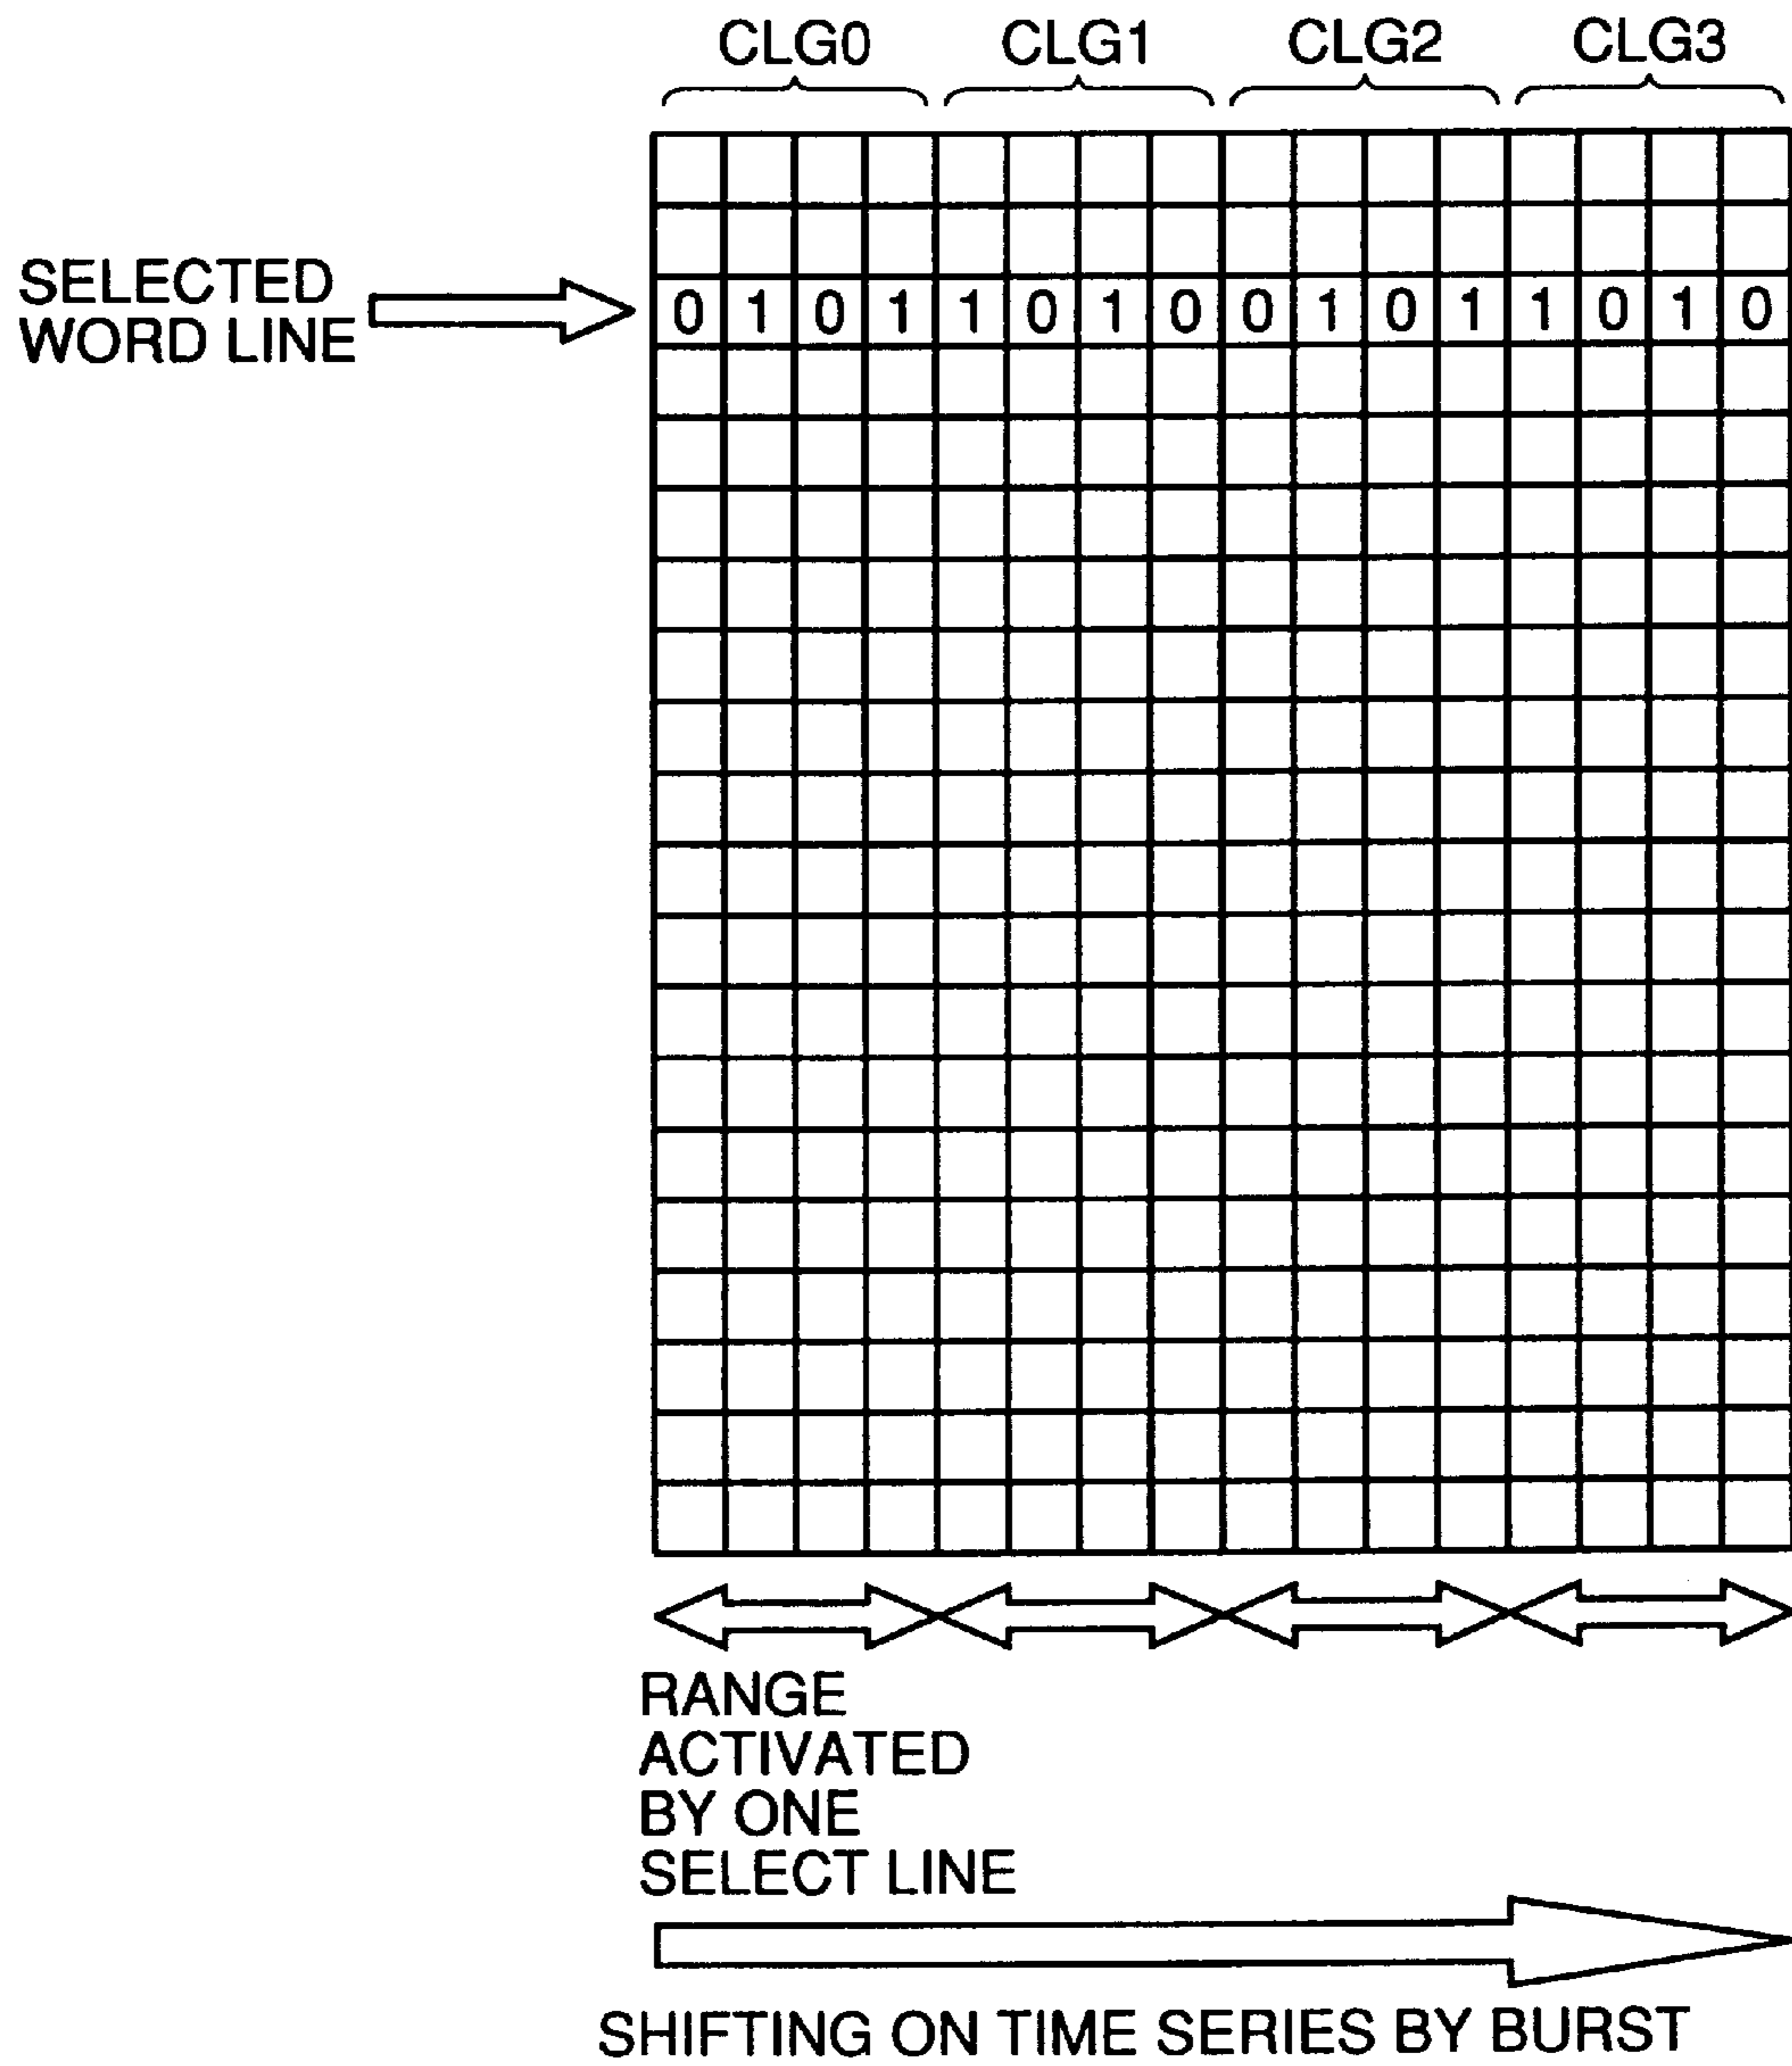 CLG0 CLG1 CLG2 CLG3
SELECTED
WORD LINE
0 1 0 1 1 0 1 0 0 1 0 1 1 0 1 0
RANGE
ACTIVATED
BY ONE
SELECT LINE
SHIFTING ON TIME SERIES BY BURST